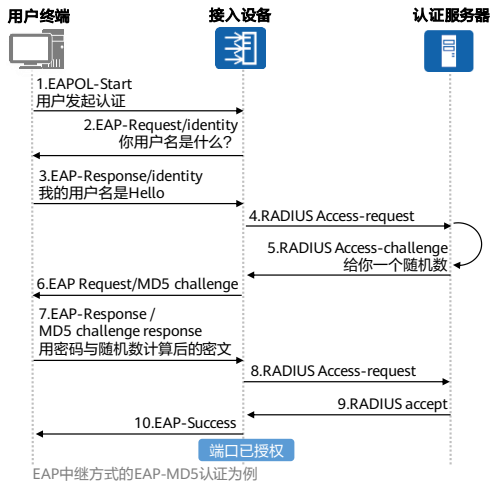 用户终端
接入设备
认证服务器
1.EAPOL-Start
用户发起认证
2.EAP-Request/identity
你用户名是什么?
3.EAP-Response/identity
我的用户名是Hello
4.RADIUS Access-request
5.RADIUS Access-challenge
给你一个随机数
6.EAP Request/MD5 challenge
7.EAP-Response /
MD5 challenge response
用密码与随机数计算后的密文
8.RADIUS Access-request
9.RADIUS accept
10.EAP-Success
端口已授权
EAP中继方式的EAP-MD5认证为例